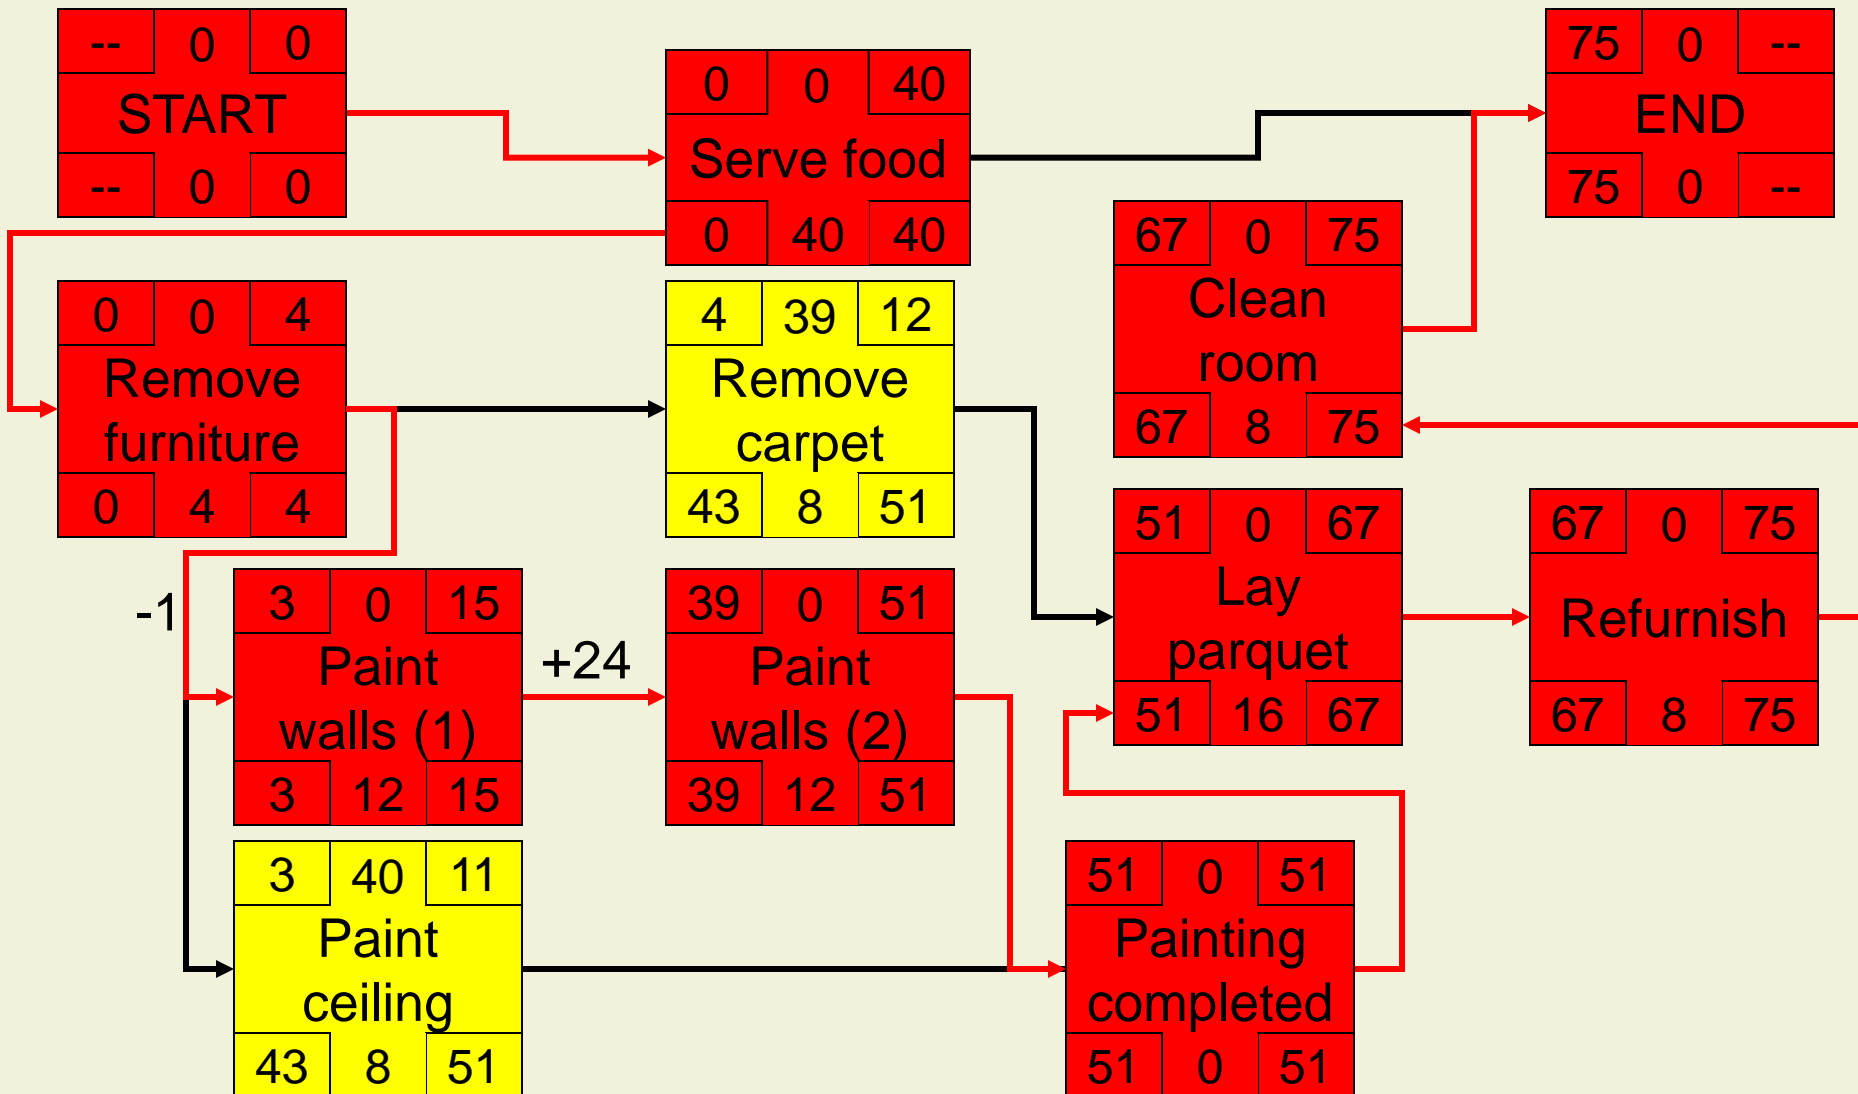 -- 0 0
START
-- 0 0
0 0 40
Serve food
0 40 40
75 0 --
END
75 0 --
67 0 75
Clean
room
67 8 75
0 0 4
Remove
furniture
0 4 4
4 39 12
Remove
carpet
43 8 51
51 0 67
Lay
parquet
51 16 67
67 0 75
Refurnish
67 8 75
-1
3 0 15
Paint
walls (1)
3 12 15
+24
39 0 51
Paint
walls (2)
39 12 51
3 40 11
Paint
ceiling
43 8 51
51 0 51
Painting
completed
51 0 51